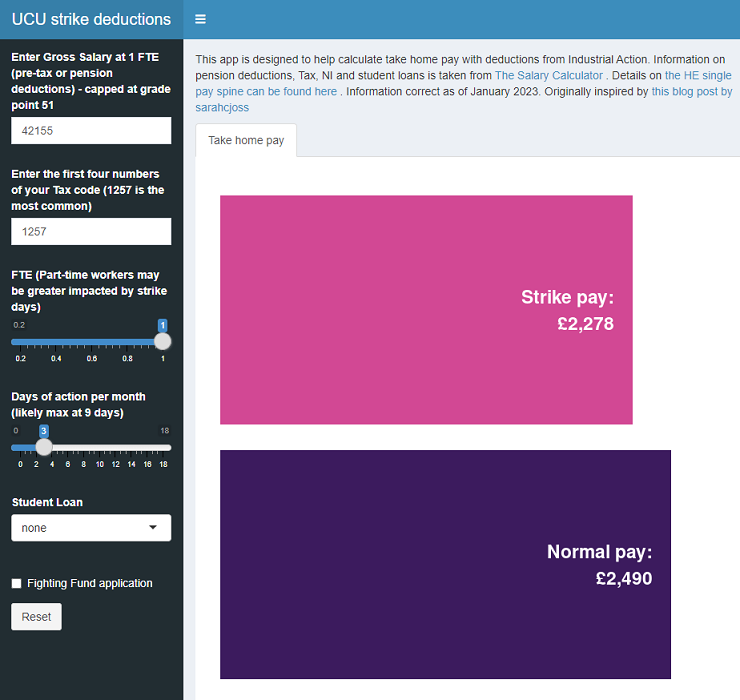 UCU strike deductions
Enter Gross Salary at 1 FTE
(pre-tax or pension
deductions) - capped at grade
point 51
42155
Enter the first four numbers
of your Tax code (1257 is the
most common)
1257
FTE (Part-time workers may
be greater impacted by strike
days)
0.2 1
0.2 0.4 0.6 0.8 1
Days of action per month
(likely max at 9 days)
0 3 18
0 2 4 6 8 10 12 14 16 18
Student Loan
none
Fighting Fund application
Reset
This app is designed to help calculate take home pay with deductions from Industrial Action. Information on
pension deductions, Tax, NI and student loans is taken from The Salary Calculator . Details on the HE single
pay spine can be found here . Information correct as of January 2023. Originally inspired by this blog post by
sarahcjoss
Take home pay
Strike pay:
£2,278
Normal pay:
£2,490